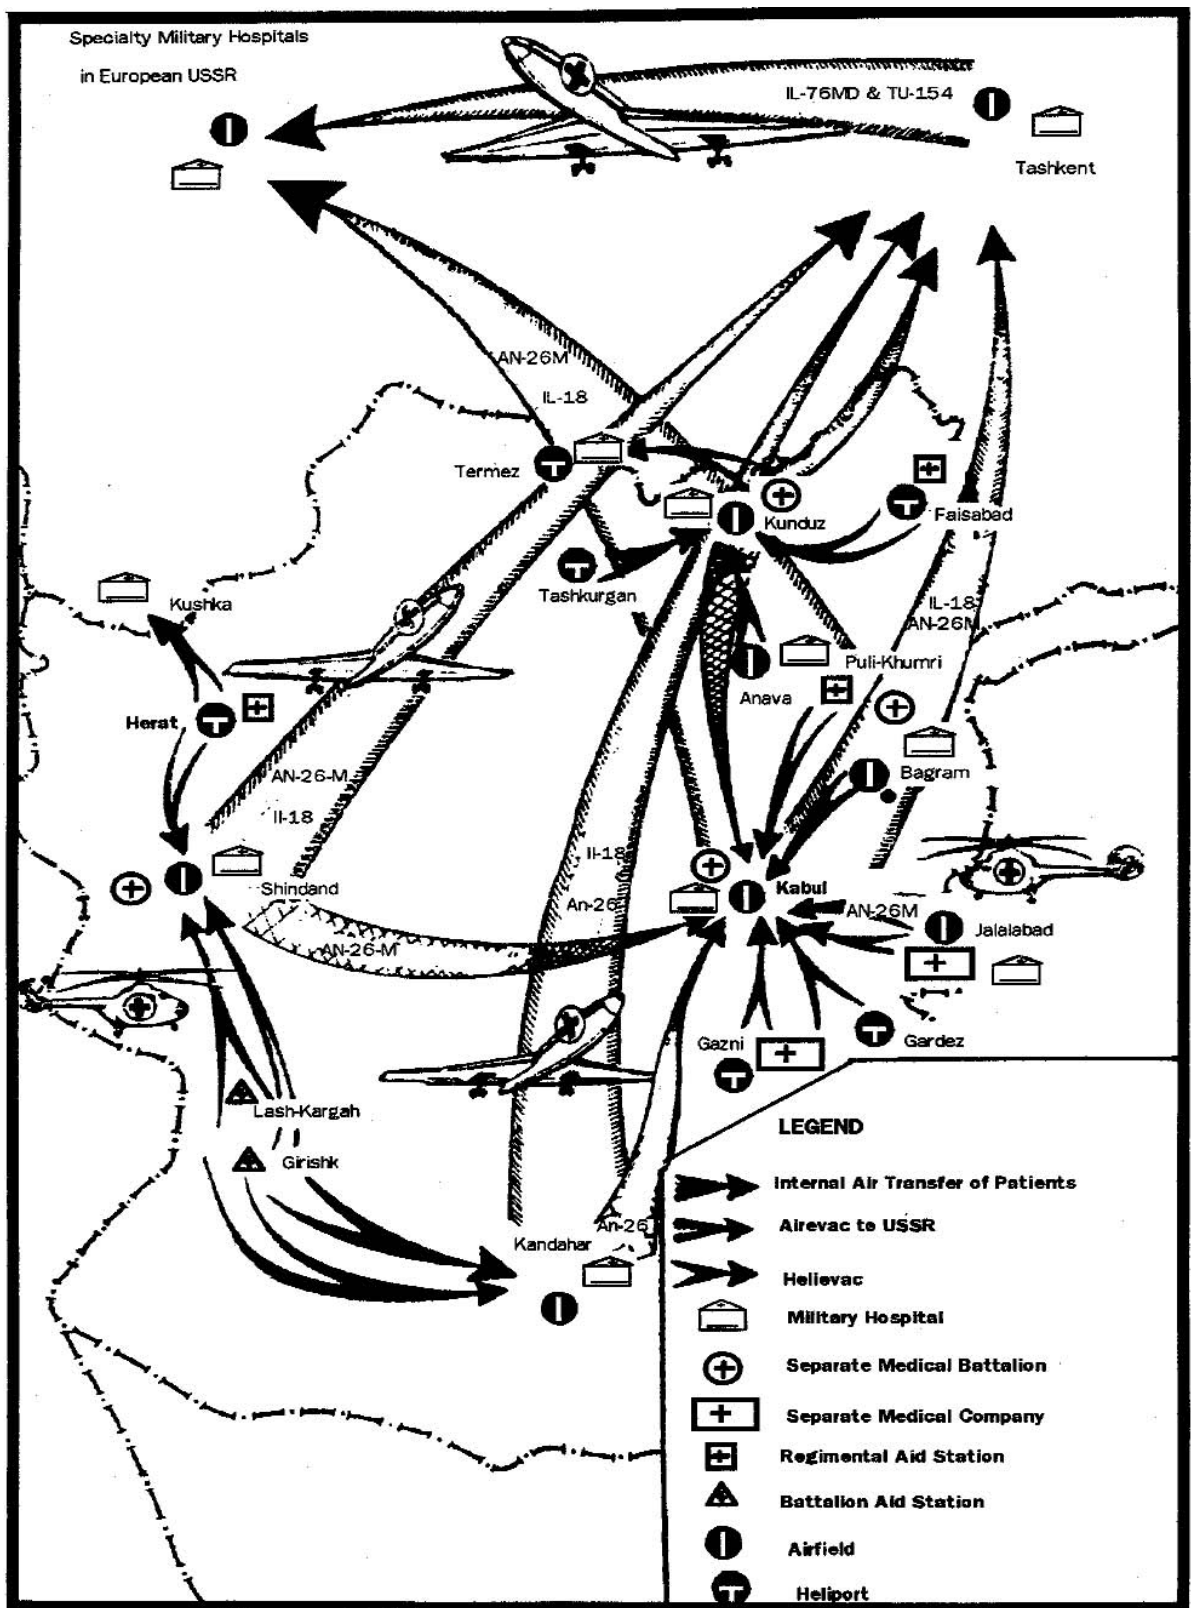 Specialty Military Hospitals
in European USSR
IL-76MD & TU-154
Tashkent
AN-26M
IL-18
Termez
Kunduz
Faisabad
Tashkurgan
Kushka
IL-18
AN-26M
Puli-Khumri
Anava
Herat
Bagram
AN-26-M
Il-18
Il-18
Shindand
Kabul
An-26
AN-26M
Jalalabad
AN-26-M
Gazni
Gardez
Lash-Kargah
Girishk
An-26
Kandahar
LEGEND
Internal Air Transfer of Patients
Airevac to USSR
Helievac
Military Hospital
Separate Medical Battalion
Separate Medical Company
Regimental Aid Station
Battalion Aid Station
Airfield
Heliport